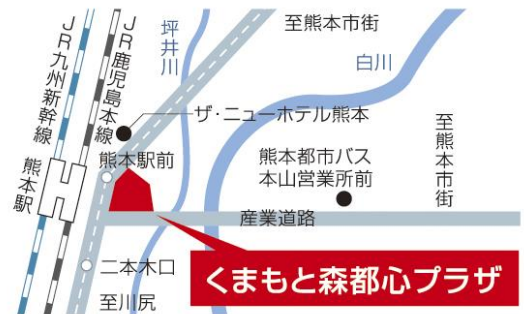 JR九州新幹線
JR鹿児島本線
坪井川
至熊本市街
白川
ザ・ニューホテル熊本
熊本駅前
熊本都市バス
本山営業所前
至熊本市街
熊本駅
産業道路
二本木口
至川尻
くまもと森都心プラザ